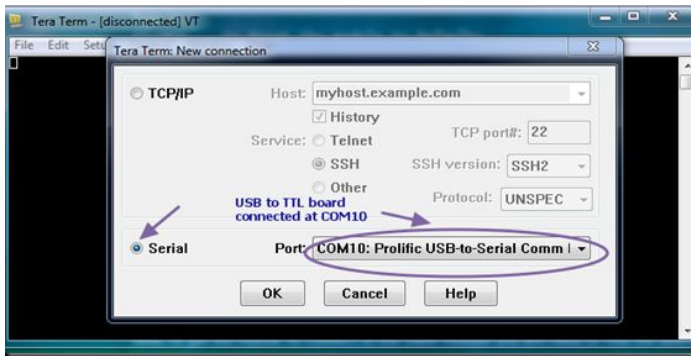 Tera Term - [disconnected] VT
File Edit Setu
Tera Term: New connection
TCP/IP Host: myhost.example.com
History
Service: Telnet TCP port#: 22
SSH SSH version: SSH2
Other Protocol: UNSPEC
USB to TTL board
connected at COM10
Serial Port: COM10: Prolific USB-to-Serial Comm
OK Cancel Help